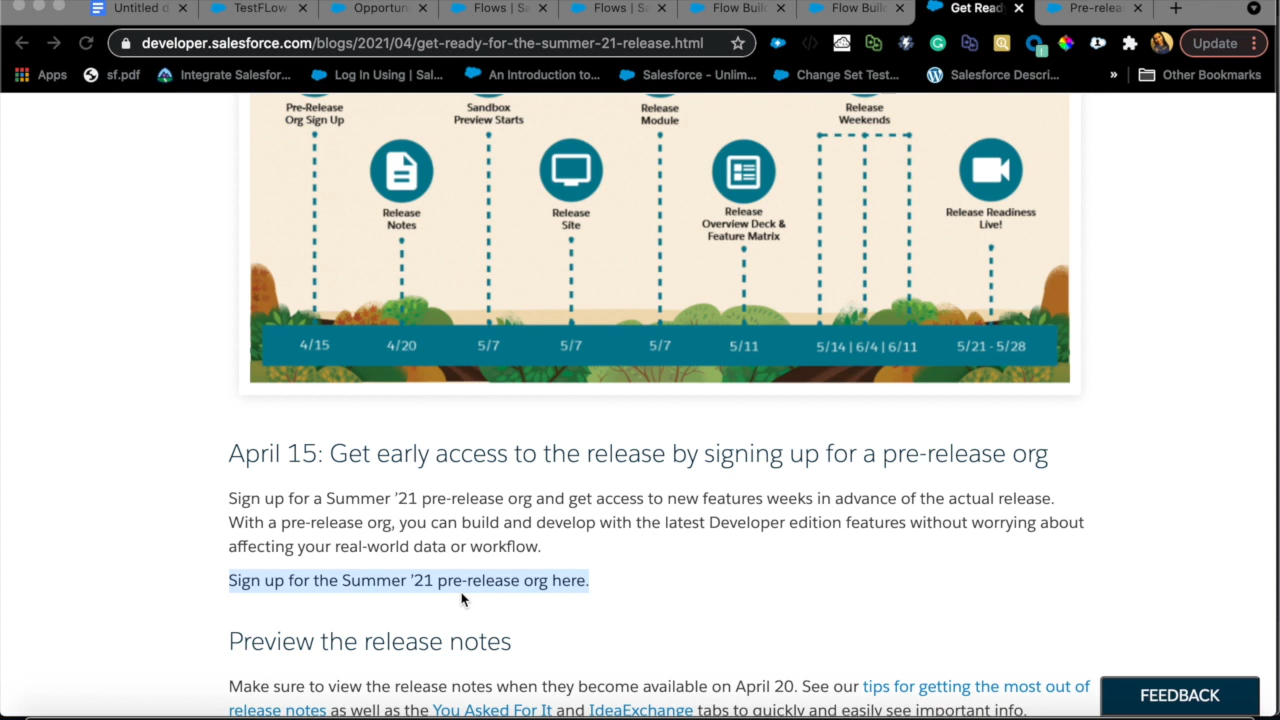 Untitled d
TestFLow
Opportun
Flows | Sa
Flows | Sa
Flow Buil
Flow Buil
Get Read
Pre-relea
developer.salesforce.com/blogs/2021/04/get-ready-for-the-summer-21-release.html
Update
Apps
sf.pdf
Integrate Salesfor...
Log In Using | Sal...
An Introduction to...
Salesforce – Unlim...
Change Set Test...
Salesforce Descri...
»
Other Bookmarks
Pre-Release
Org Sign Up
Sandbox
Preview Starts
Release
Module
Release
Weekends
Release
Notes
Release
Site
Release
Overview Deck &
Feature Matrix
Release Readiness
Live!
4/15
4/20
5/7
5/7
5/7
5/11
5/14 | 6/4 | 6/11
5/21 - 5/28
April 15: Get early access to the release by signing up for a pre-release org
Sign up for a Summer ’21 pre-release org and get access to new features weeks in advance of the actual release.
With a pre-release org, you can build and develop with the latest Developer edition features without worrying about
affecting your real-world data or workflow.
Sign up for the Summer ’21 pre-release org here.
Preview the release notes
Make sure to view the release notes when they become available on April 20. See our tips for getting the most out of
release notes as well as the You Asked For It and IdeaExchange tabs to quickly and easily see important info.
FEEDBACK